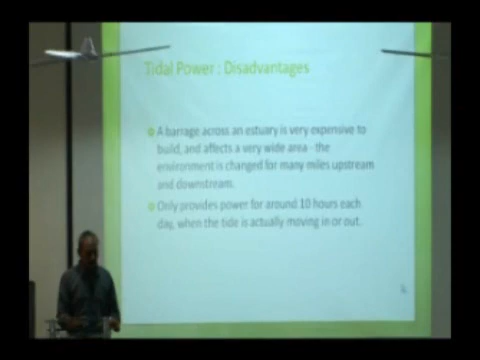 Tidal Power : Disadvantages
A barrage across an estuary is very expensive to
build, and affects a very wide area - the
environment is changed for many miles upstream
and downstream.
Only provides power for around 10 hours each
day, when the tide is actually moving in or out.